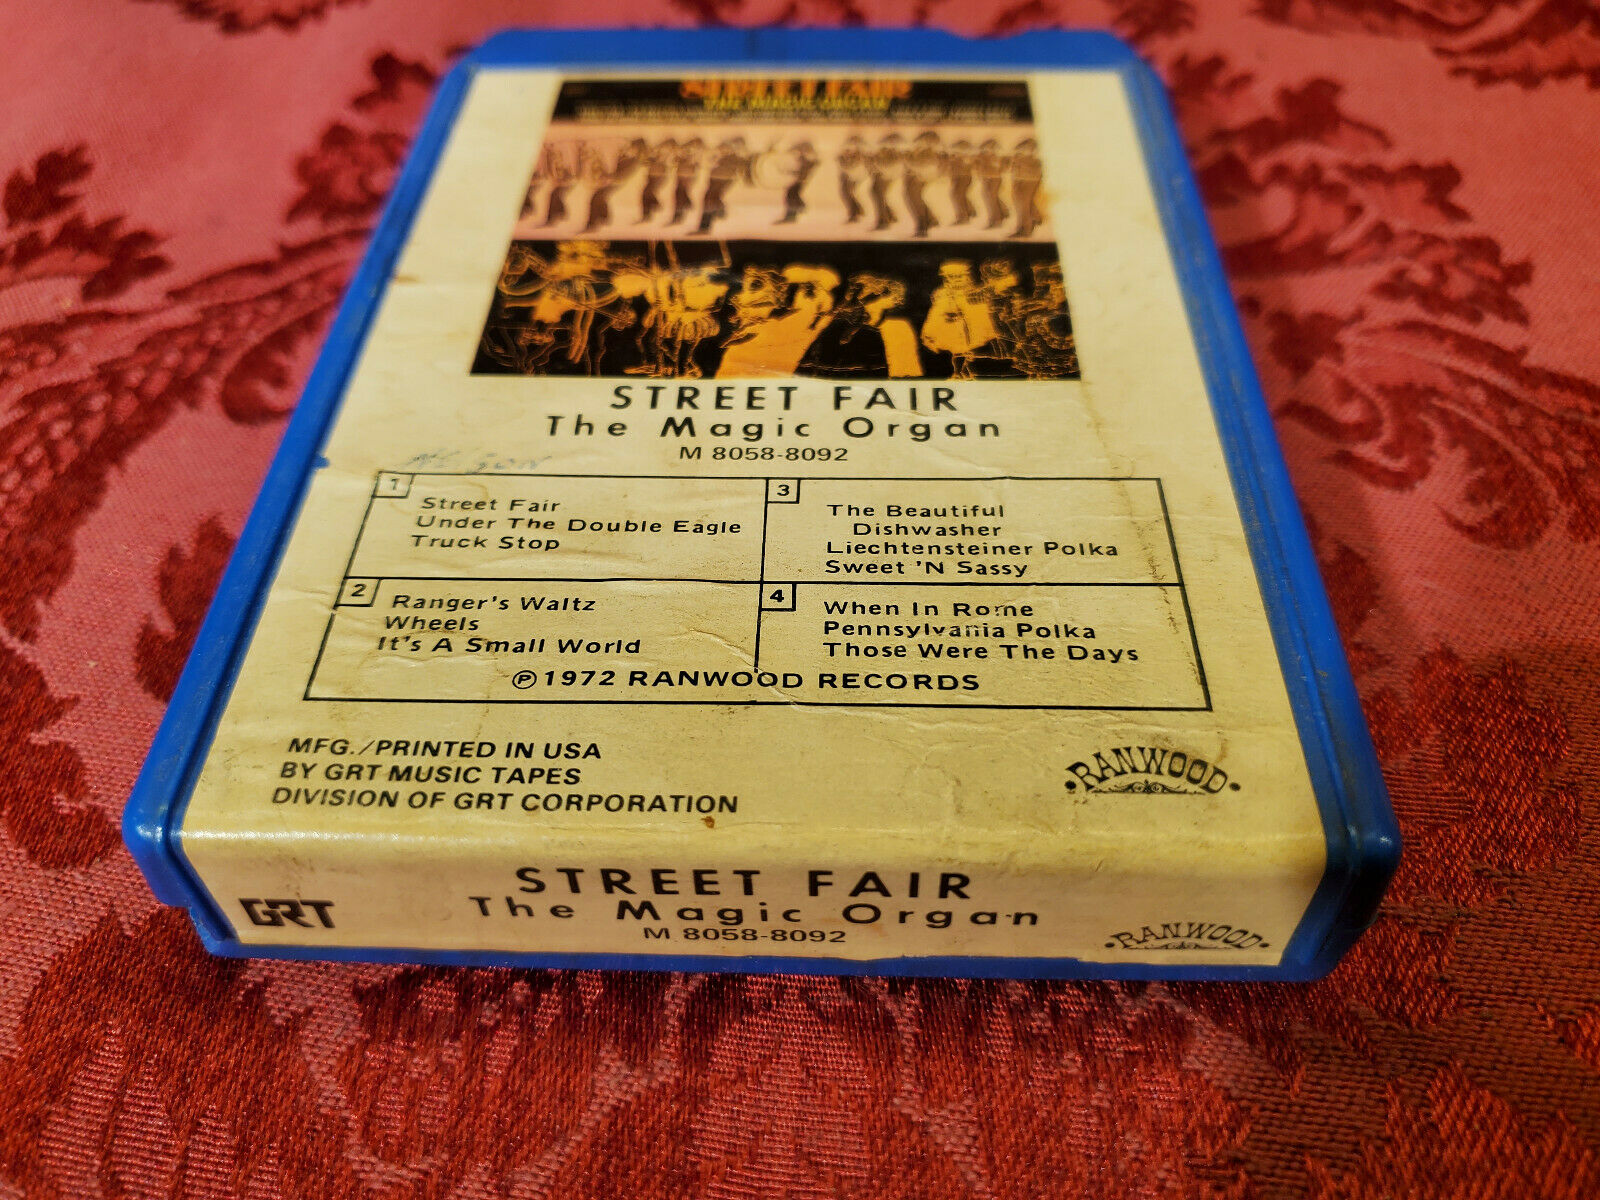 STREET FAIR
THE MAGIC ORGAN
STREET FAIR
The Magic Organ
M 8058-8092
1
Street Fair
Under The Double Eagle
Truck Stop
2
Ranger's Waltz
Wheels
It's A Small World
3
The Beautiful
Dishwasher
Liechtensteiner Polka
Sweet 'N Sassy
4
When In Rome
Pennsylvania Polka
Those Were The Days
℗ 1972 RANWOOD RECORDS
MFG./PRINTED IN USA
BY GRT MUSIC TAPES
DIVISION OF GRT CORPORATION
RANWOOD
GRT
STREET FAIR
The Magic Organ
M 8058-8092
RANWOOD